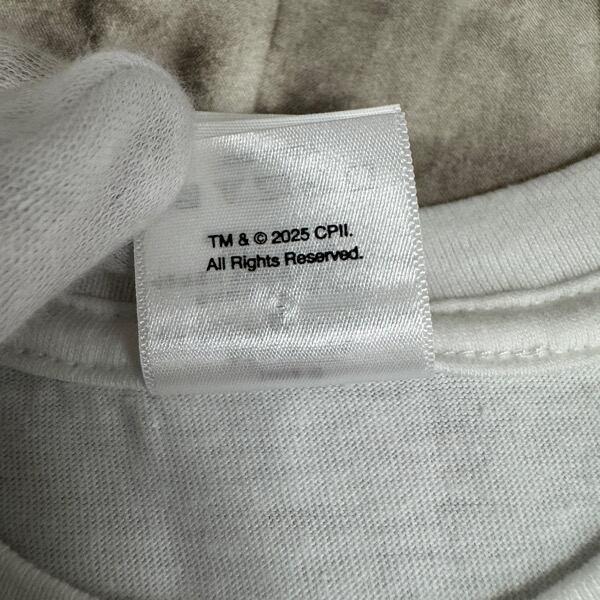 TM & © 2025 CPII.
All Rights Reserved.